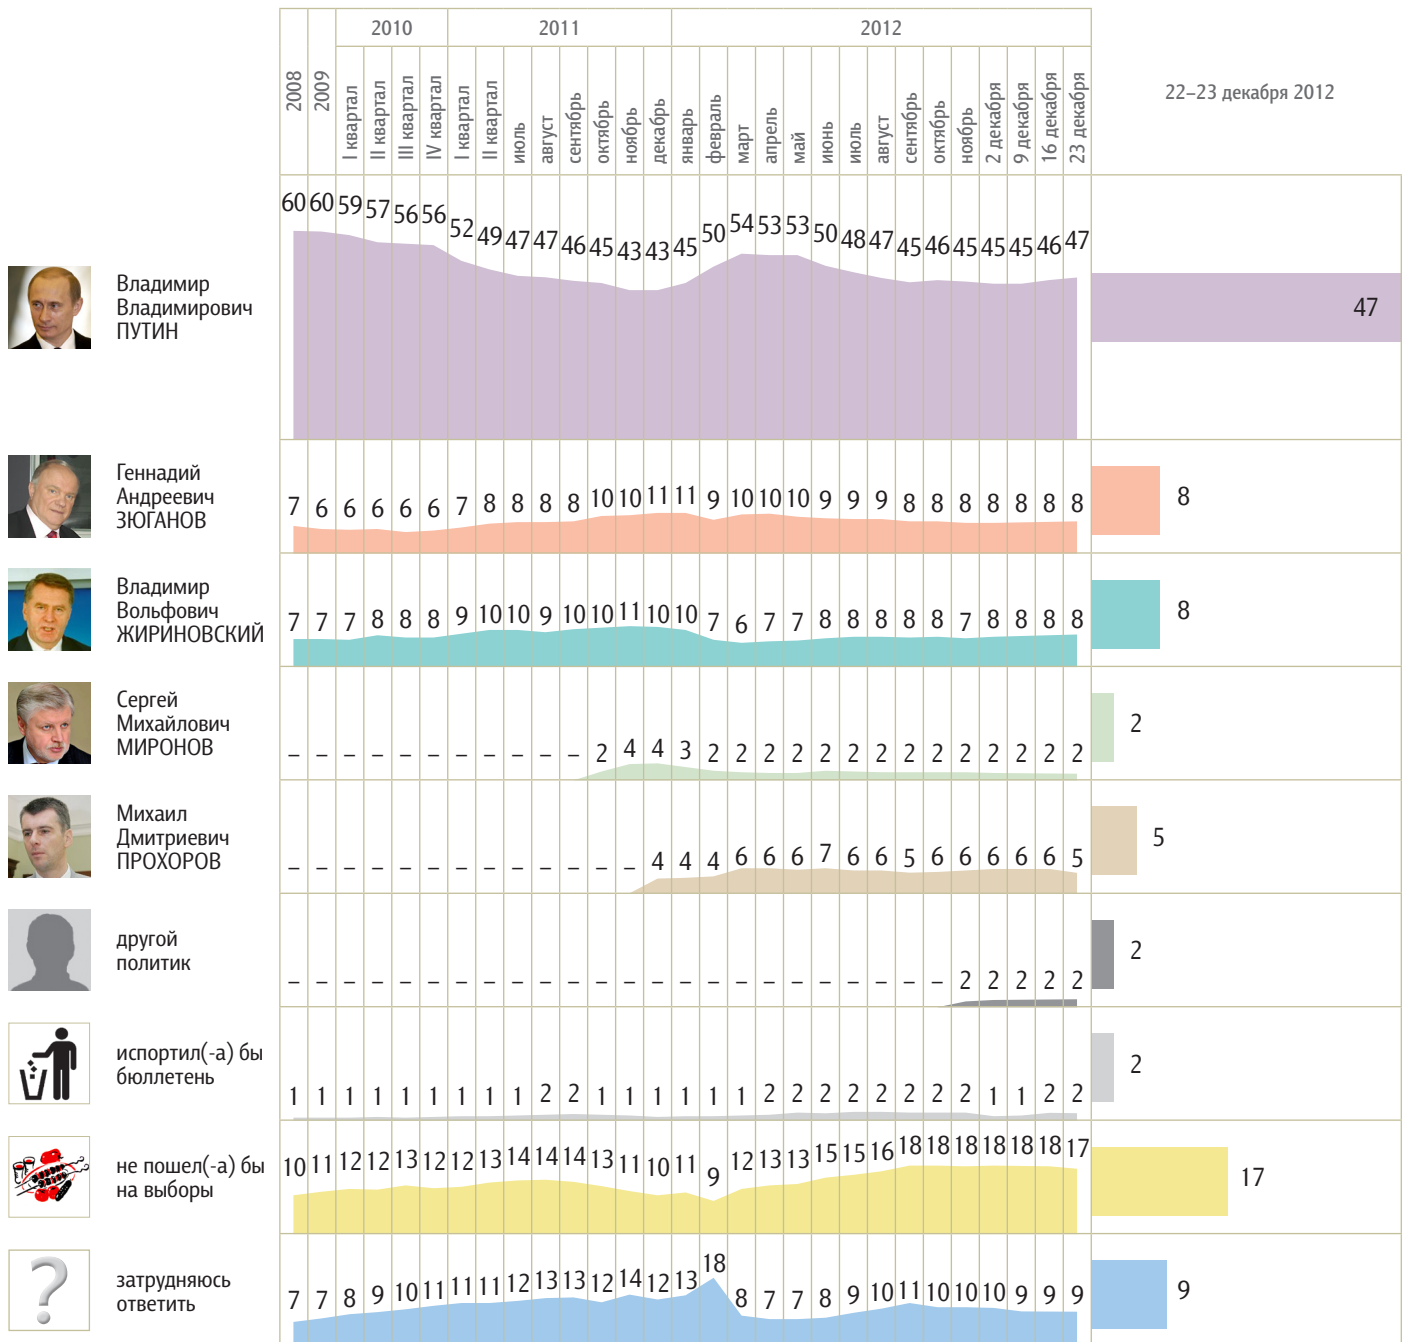 2010 2011 2012
2008 2009 I квартал II квартал III квартал IV квартал I квартал II квартал июль август сентябрь октябрь ноябрь декабрь январь февраль март апрель май июнь июль август сентябрь октябрь ноябрь 2 декабря 9 декабря 16 декабря 23 декабря
22–23 декабря 2012
60 60 59 57 56 56 52 49 47 47 46 45 43 43 45 50 54 53 53 50 48 47 45 46 45 45 45 46 47
Владимир
Владимирович
ПУТИН
47
Геннадий
Андреевич
ЗЮГАНОВ
7 6 6 6 6 6 7 8 8 8 8 10 10 11 11 9 10 10 10 9 9 9 8 8 8 8 8 8 8
8
Владимир
Вольфович
ЖИРИНОВСКИЙ
7 7 7 8 8 8 9 10 10 9 10 10 11 10 10 7 6 7 7 8 8 8 8 8 7 8 8 8 8
8
Сергей
Михайлович
МИРОНОВ
– – – – – – – – – – – 2 4 4 3 2 2 2 2 2 2 2 2 2 2 2 2 2 2
2
Михаил
Дмитриевич
ПРОХОРОВ
– – – – – – – – – – – – – 4 4 4 6 6 6 7 6 6 5 6 6 6 6 6 5
5
другой
политик
– – – – – – – – – – – – – – – – – – – – – – – – 2 2 2 2 2
2
испортил(-а) бы
бюллетень
1 1 1 1 1 1 1 1 1 2 2 1 1 1 1 1 1 2 2 2 2 2 2 2 2 1 1 2 2
2
не пошел(-а) бы
на выборы
10 11 12 12 13 12 12 13 14 14 14 13 11 10 11 9 12 13 13 15 15 16 18 18 18 18 18 18 17
17
затрудняюсь
ответить
7 7 8 9 10 11 11 11 12 13 13 12 14 12 13 18 8 7 7 8 9 10 11 10 10 10 9 9 9
9